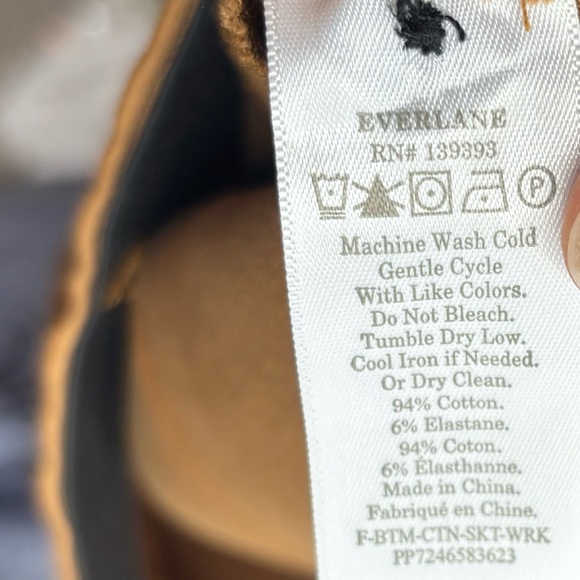 EVERLANE
RN# 139393
P
Machine Wash Cold
Gentle Cycle
With Like Colors.
Do Not Bleach.
Tumble Dry Low.
Cool Iron if Needed.
Or Dry Clean.
94% Cotton.
6% Elastane.
94% Coton.
6% Élasthanne.
Made in China.
Fabriqué en Chine.
F-BTM-CTN-SKT-WRK
PP7246583623